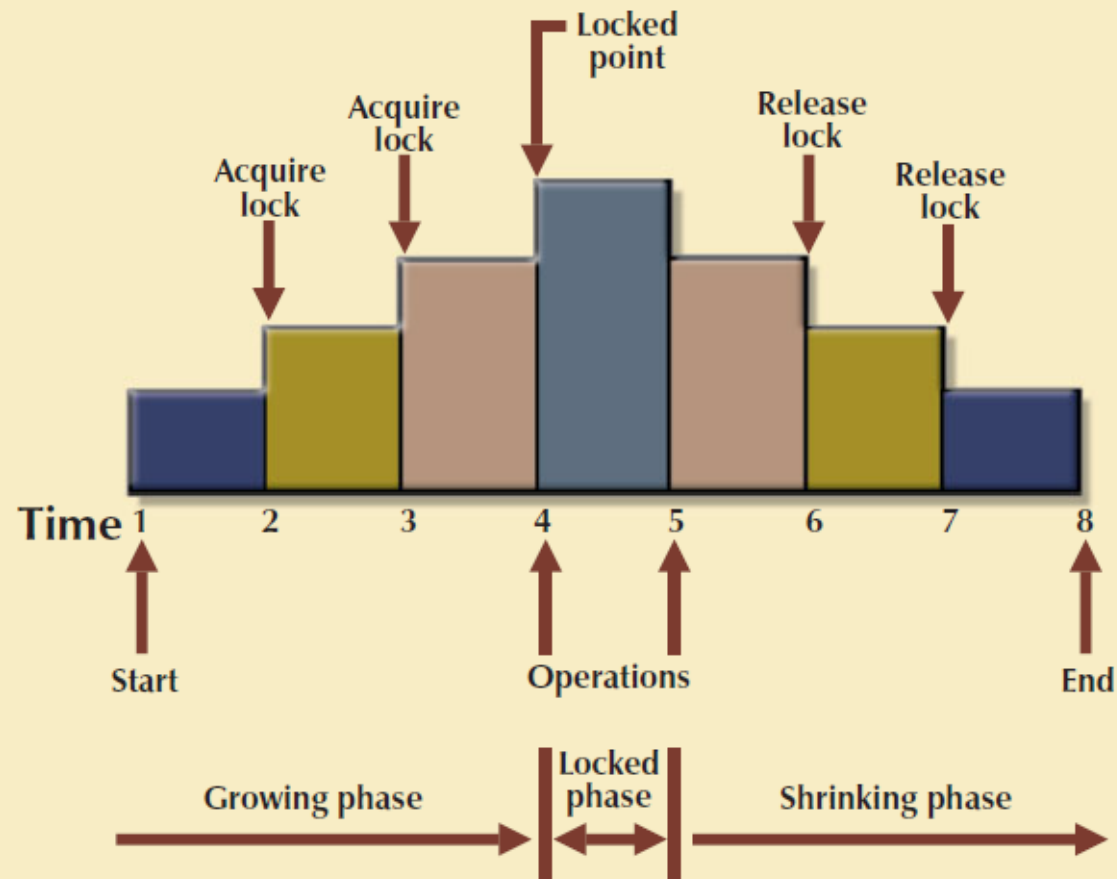 Locked
point
Acquire
lock
Release
lock
Acquire
lock
Release
lock
Time 1 2 3 4 5 6 7 8
Start Operations End
Growing phase
Locked
phase
Shrinking phase